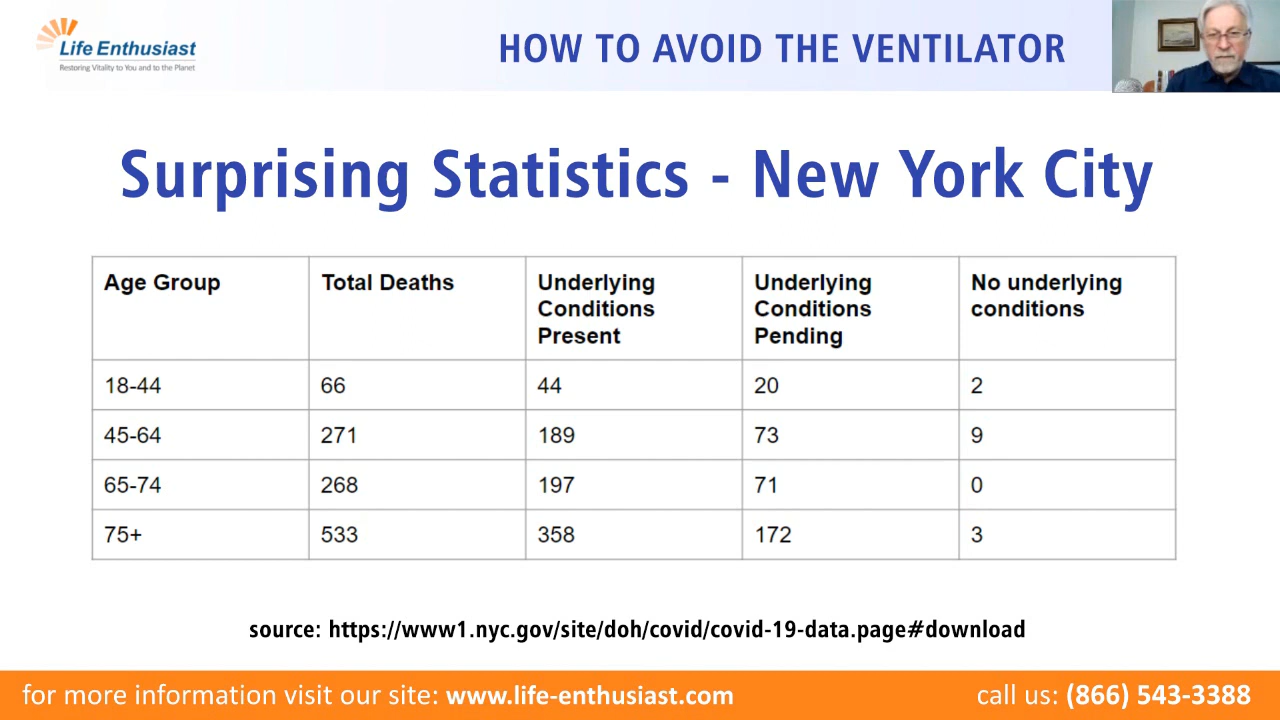 Life Enthusiast
Restoring Vitality to You and to the Planet
HOW TO AVOID THE VENTILATOR
Surprising Statistics - New York City
Age Group Total Deaths Underlying Conditions Present Underlying Conditions Pending No underlying conditions
18-44 66 44 20 2
45-64 271 189 73 9
65-74 268 197 71 0
75+ 533 358 172 3
source: https://www1.nyc.gov/site/doh/covid/covid-19-data.page#download
for more information visit our site: www.life-enthusiast.com call us: (866) 543-3388